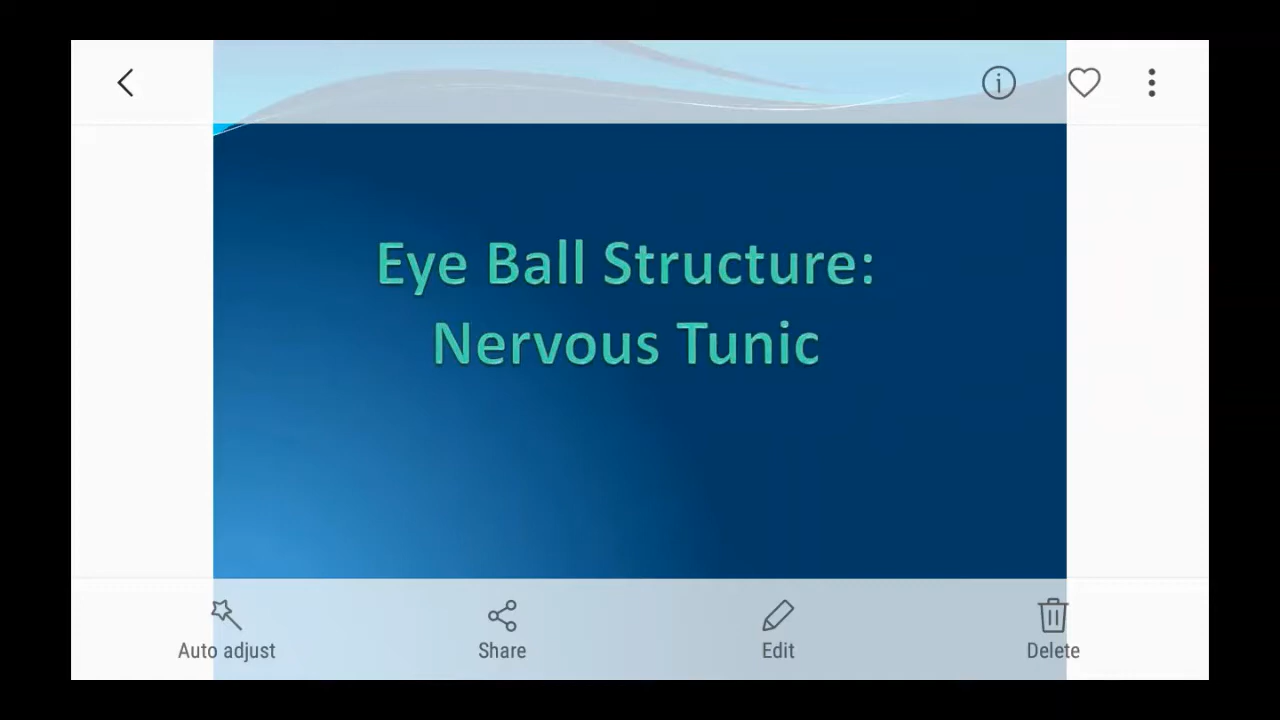 Eye Ball Structure:
Nervous Tunic
Auto adjust
Share
Edit
Delete